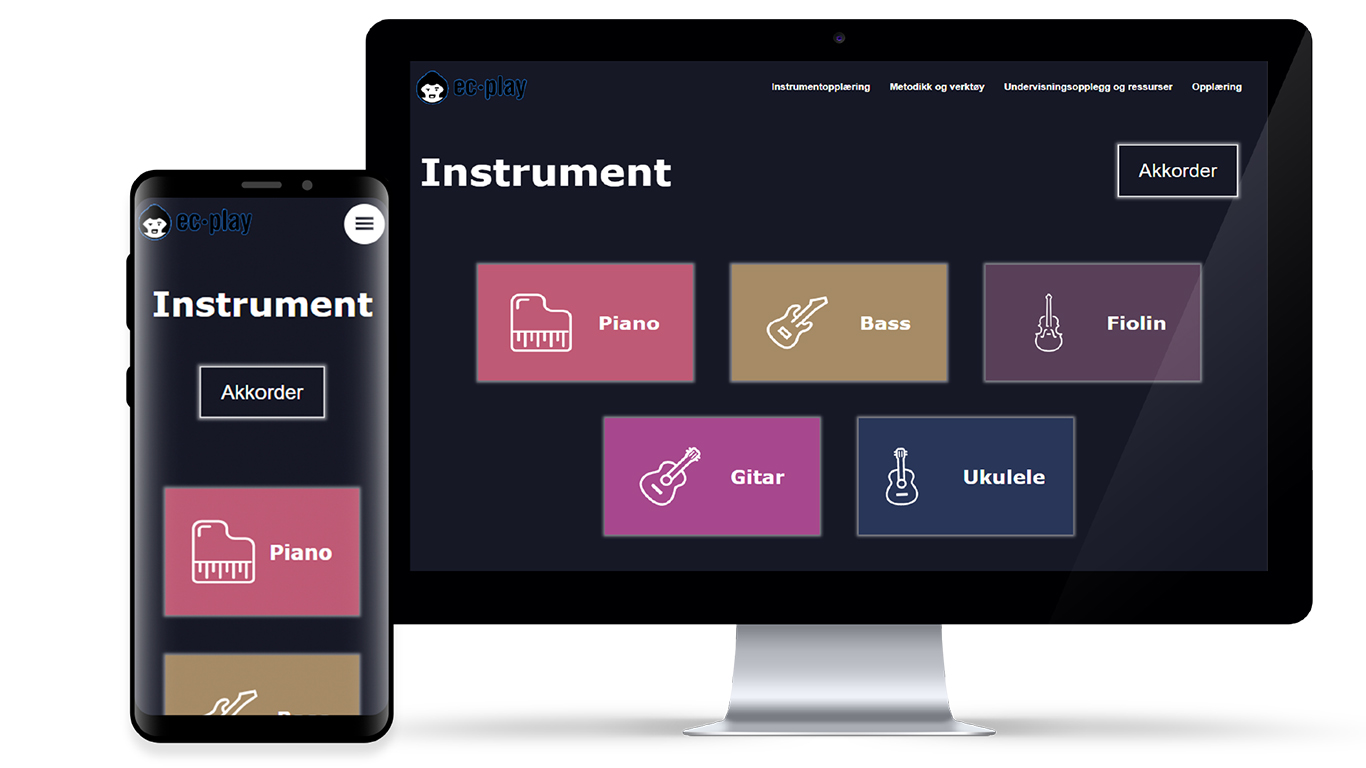 ec·play
Instrumentopplæring Metodikk og verktøy Undervisningsopplegg og ressurser Opplæring
Instrument
Akkorder
Piano
Bass
Fiolin
Gitar
Ukulele
ec·play
Instrument
Akkorder
Piano